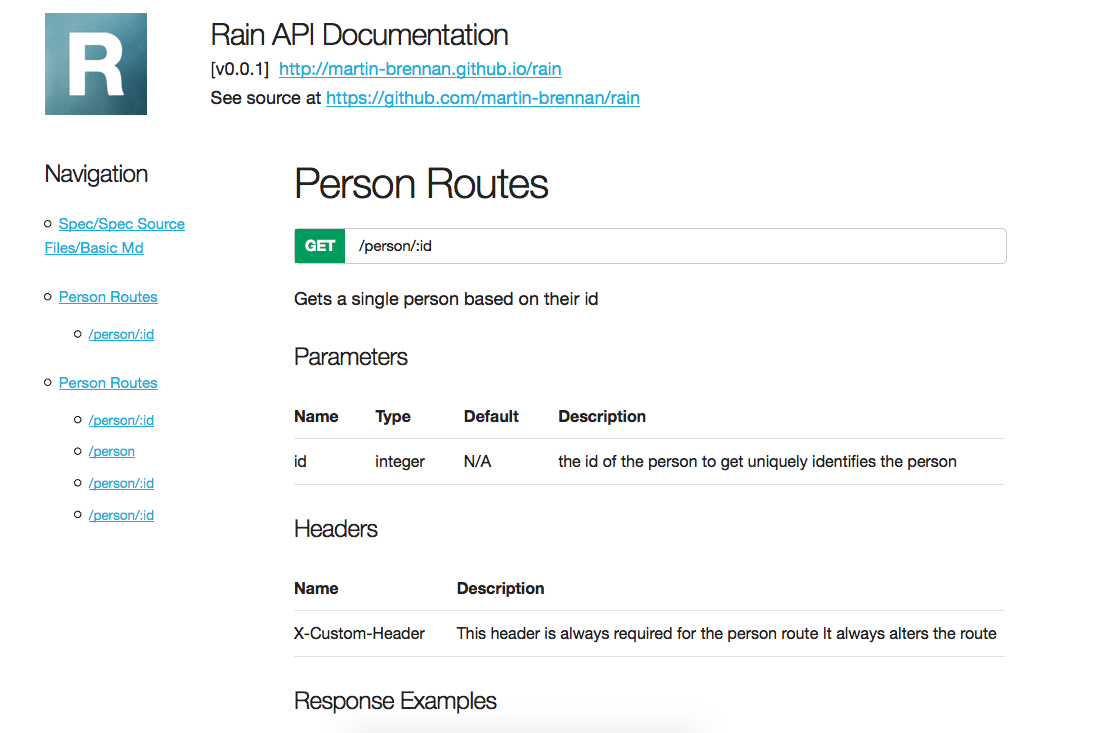 R
Rain API Documentation
[v0.0.1] http://martin-brennan.github.io/rain
See source at https://github.com/martin-brennan/rain
Navigation
Spec/Spec Source
Files/Basic Md
Person Routes
/person/:id
Person Routes
/person/:id
/person
/person/:id
/person/:id
Person Routes
GET /person/:id
Gets a single person based on their id
Parameters
Name Type Default Description
id integer N/A the id of the person to get uniquely identifies the person
Headers
Name Description
X-Custom-Header This header is always required for the person route It always alters the route
Response Examples